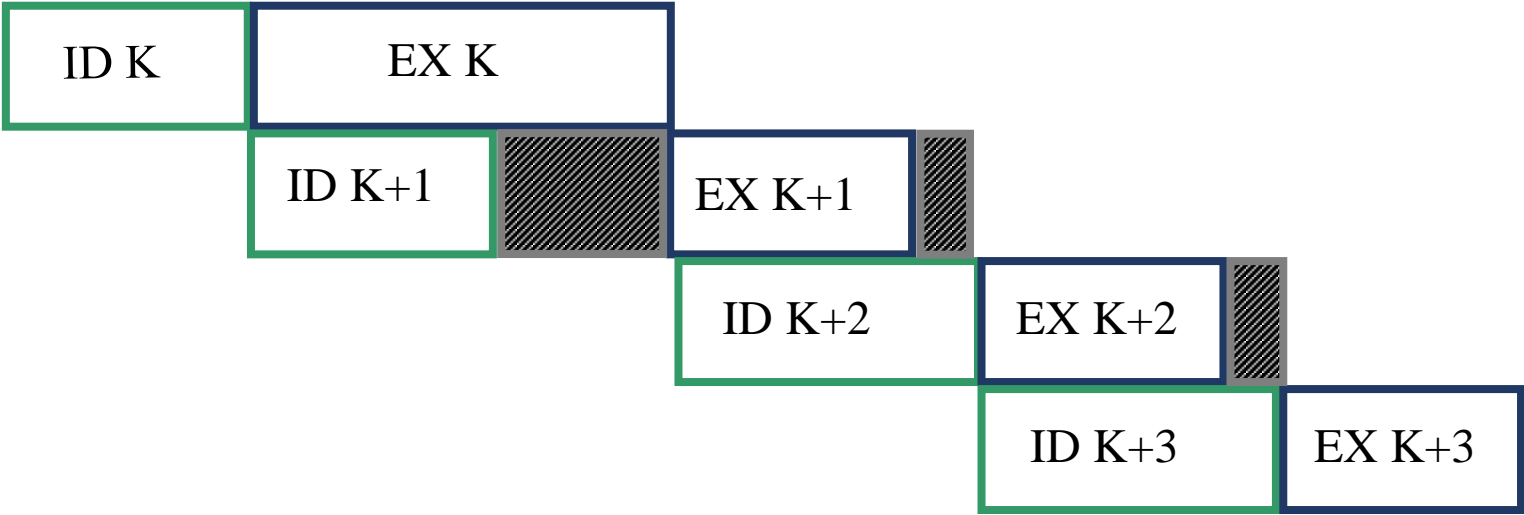 ID K
EX K
ID K+1
EX K+1
ID K+2
EX K+2
ID K+3
EX K+3